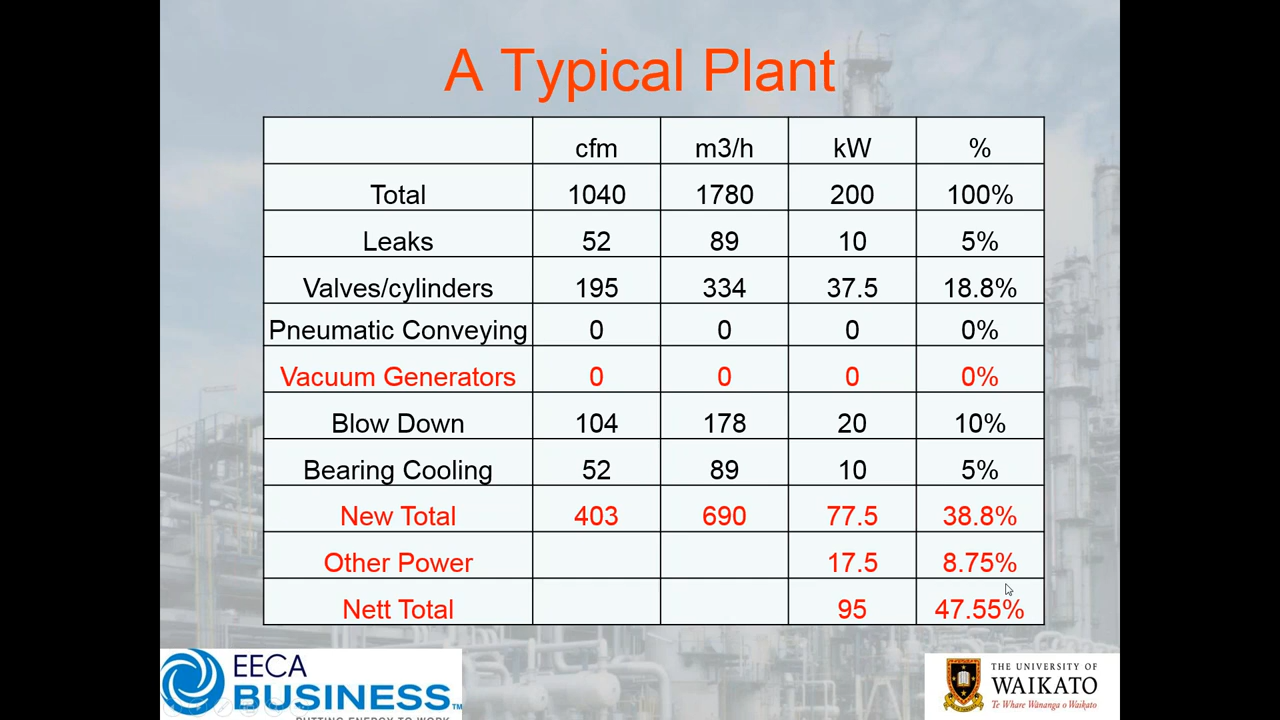 A Typical Plant
cfm m3/h kW %
Total 1040 1780 200 100%
Leaks 52 89 10 5%
Valves/cylinders 195 334 37.5 18.8%
Pneumatic Conveying 0 0 0 0%
Vacuum Generators 0 0 0 0%
Blow Down 104 178 20 10%
Bearing Cooling 52 89 10 5%
New Total 403 690 77.5 38.8%
Other Power 17.5 8.75%
Nett Total 95 47.55%
EECA
BUSINESS™
PUTTING ENERGY TO WORK
THE UNIVERSITY OF
WAIKATO
Te Whare Wānanga o Waikato